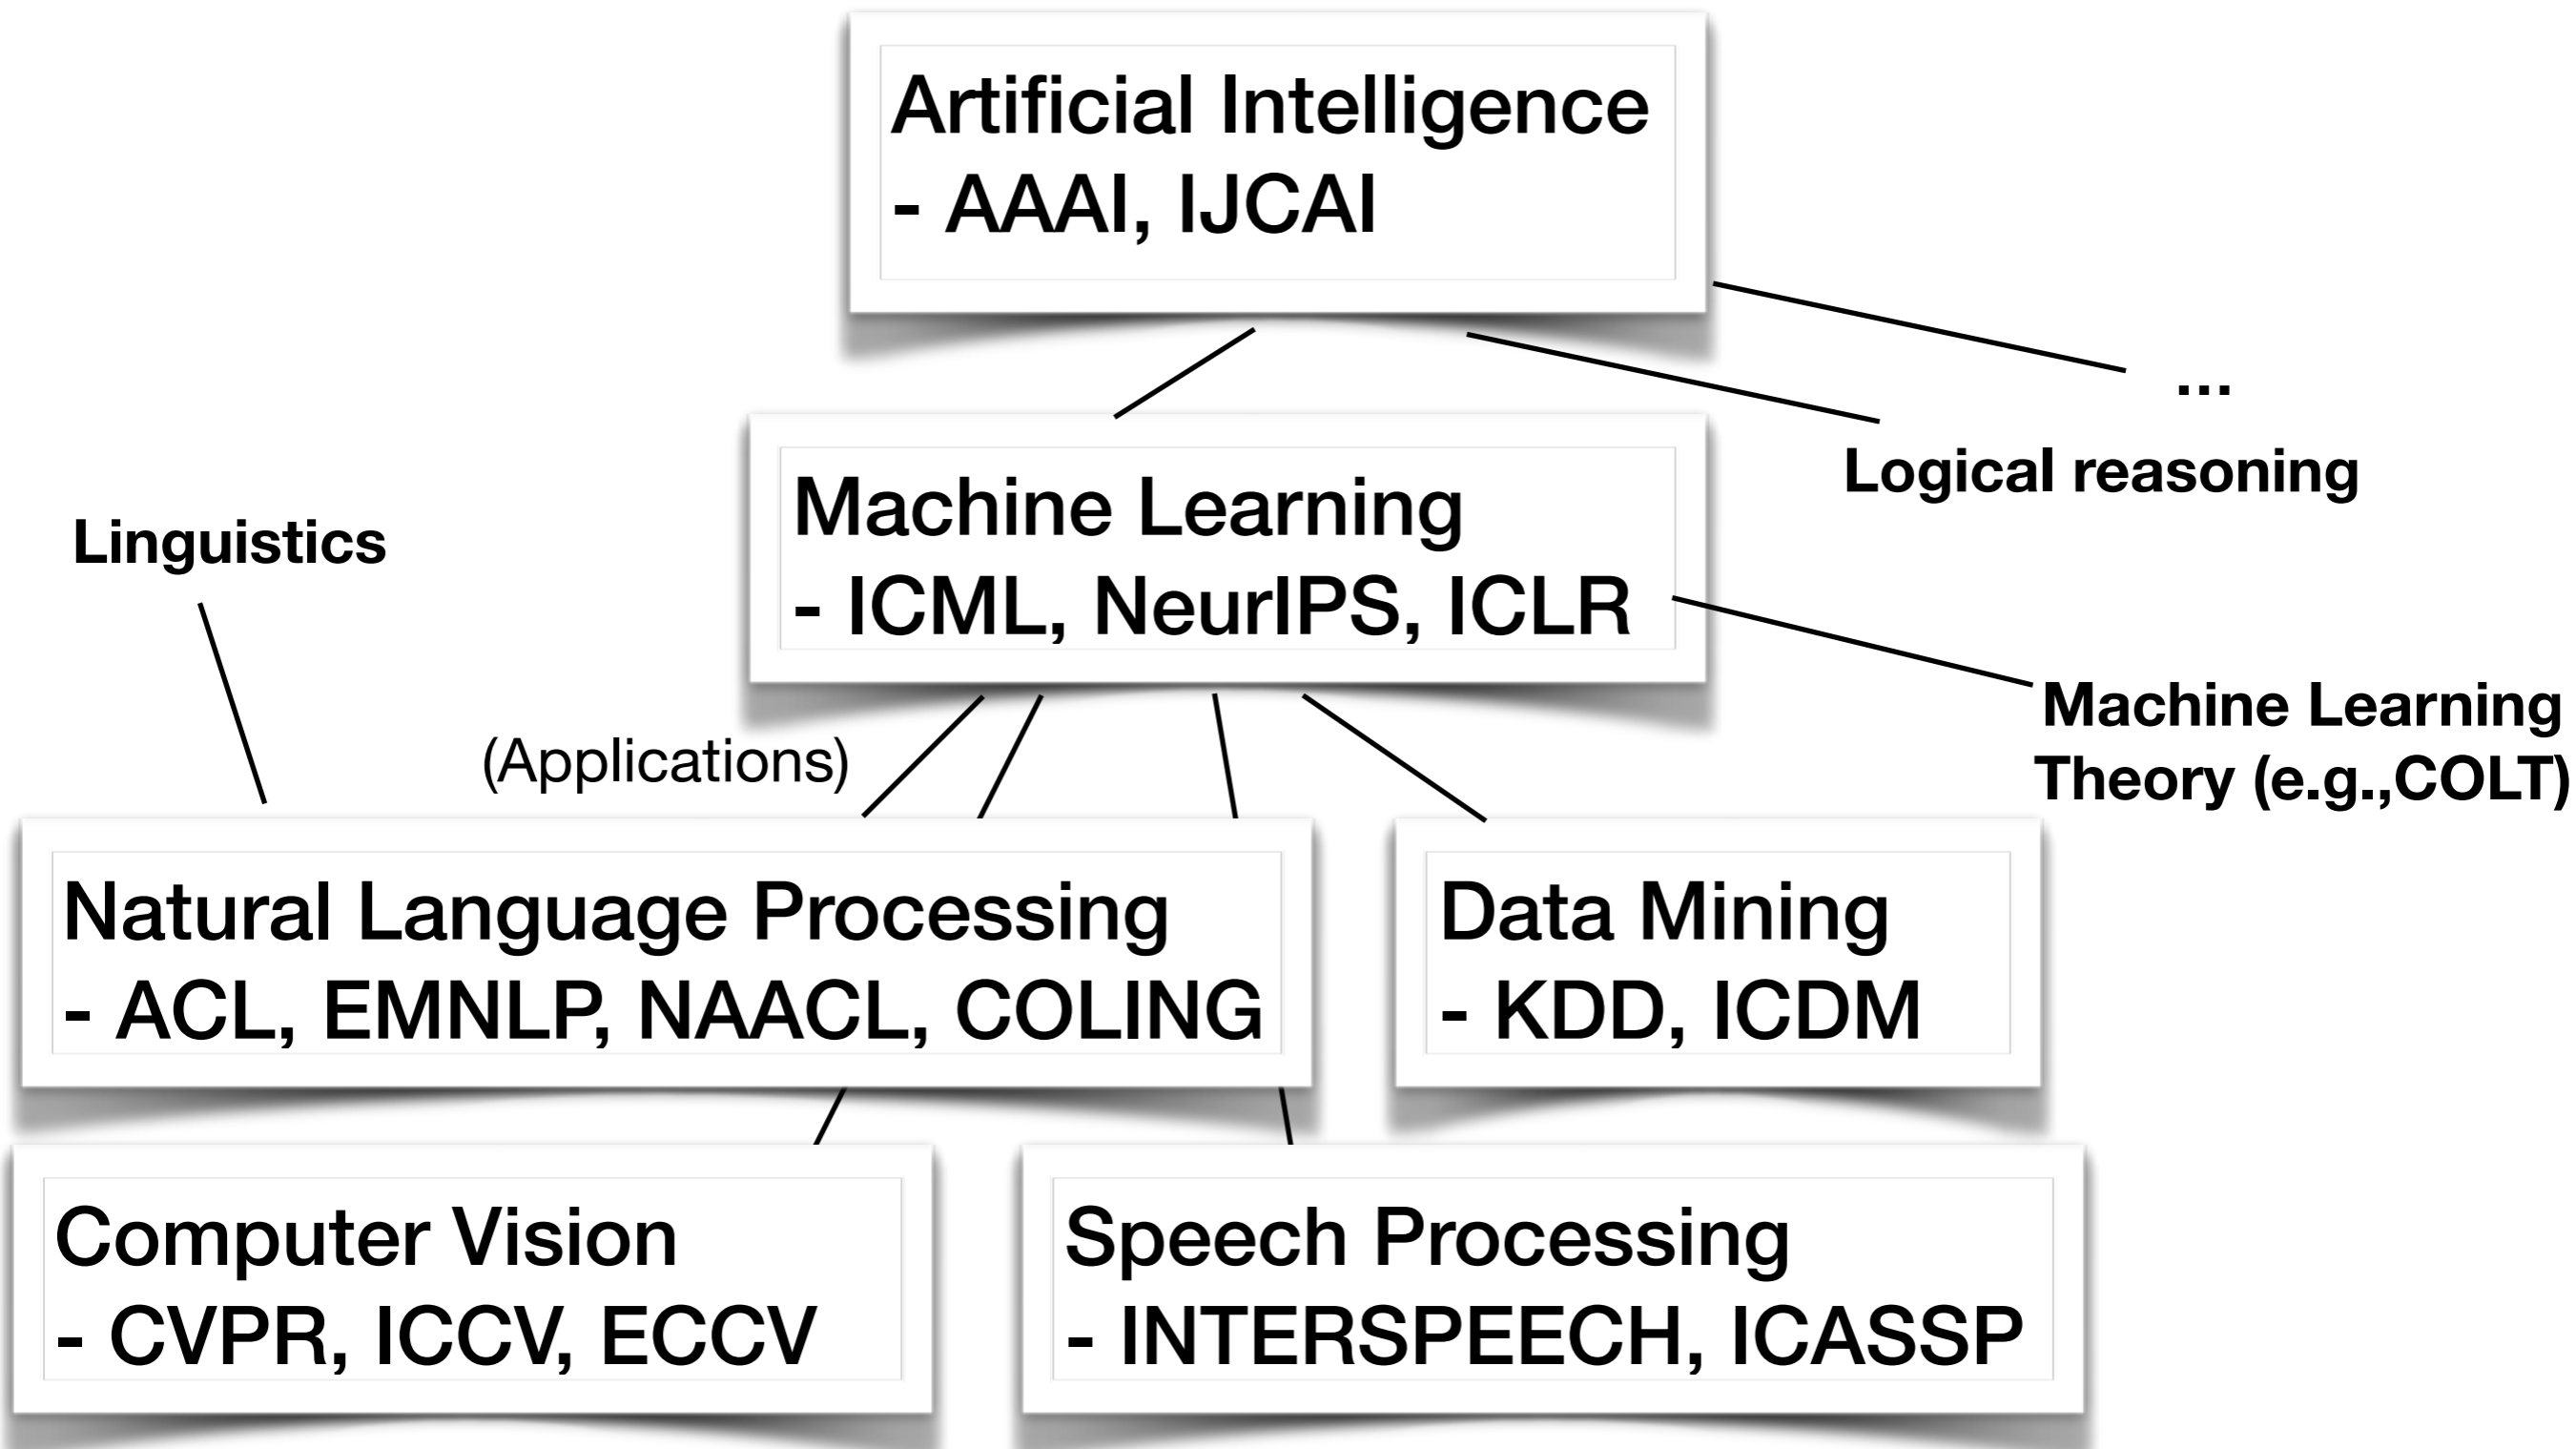 Artificial Intelligence
- AAAI, IJCAI
...
Logical reasoning
Machine Learning
- ICML, NeurIPS, ICLR
Linguistics
Machine Learning
Theory (e.g.,COLT)
(Applications)
Natural Language Processing
- ACL, EMNLP, NAACL, COLING
Data Mining
- KDD, ICDM
Computer Vision
- CVPR, ICCV, ECCV
Speech Processing
- INTERSPEECH, ICASSP